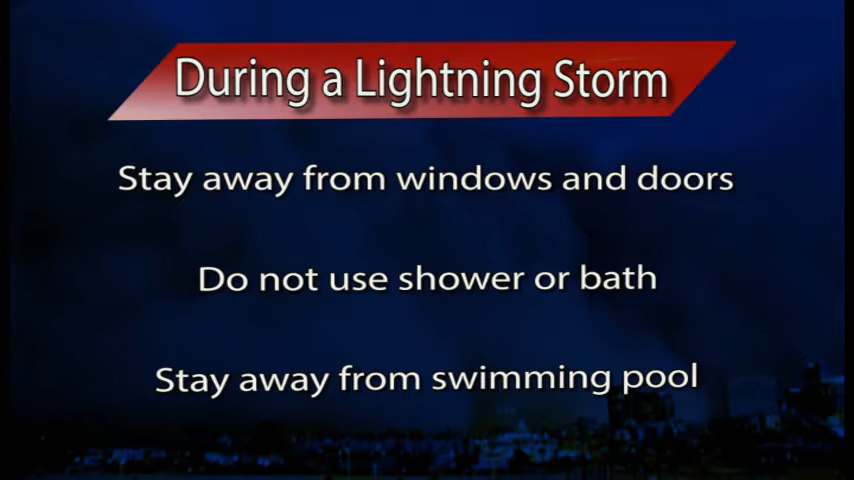 During a Lightning Storm
Stay away from windows and doors
Do not use shower or bath
Stay away from swimming pool